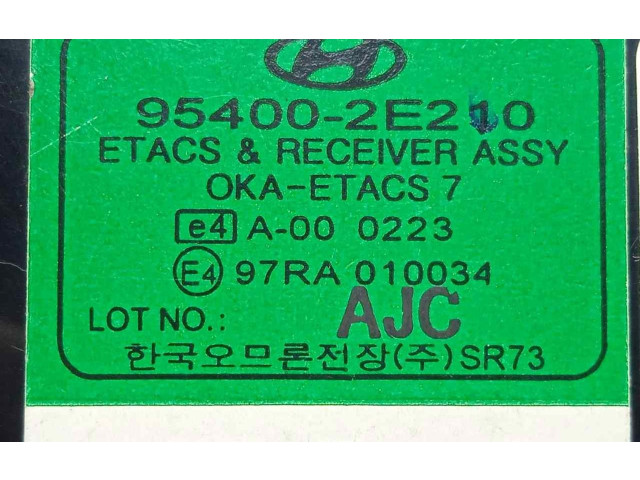 95400-2E210
ETACS & RECEIVER ASSY
OKA-ETACS 7
e4 A-00 0223
E4 97RA 010034
LOT NO.: AJC
한국오므론전장(주) SR73